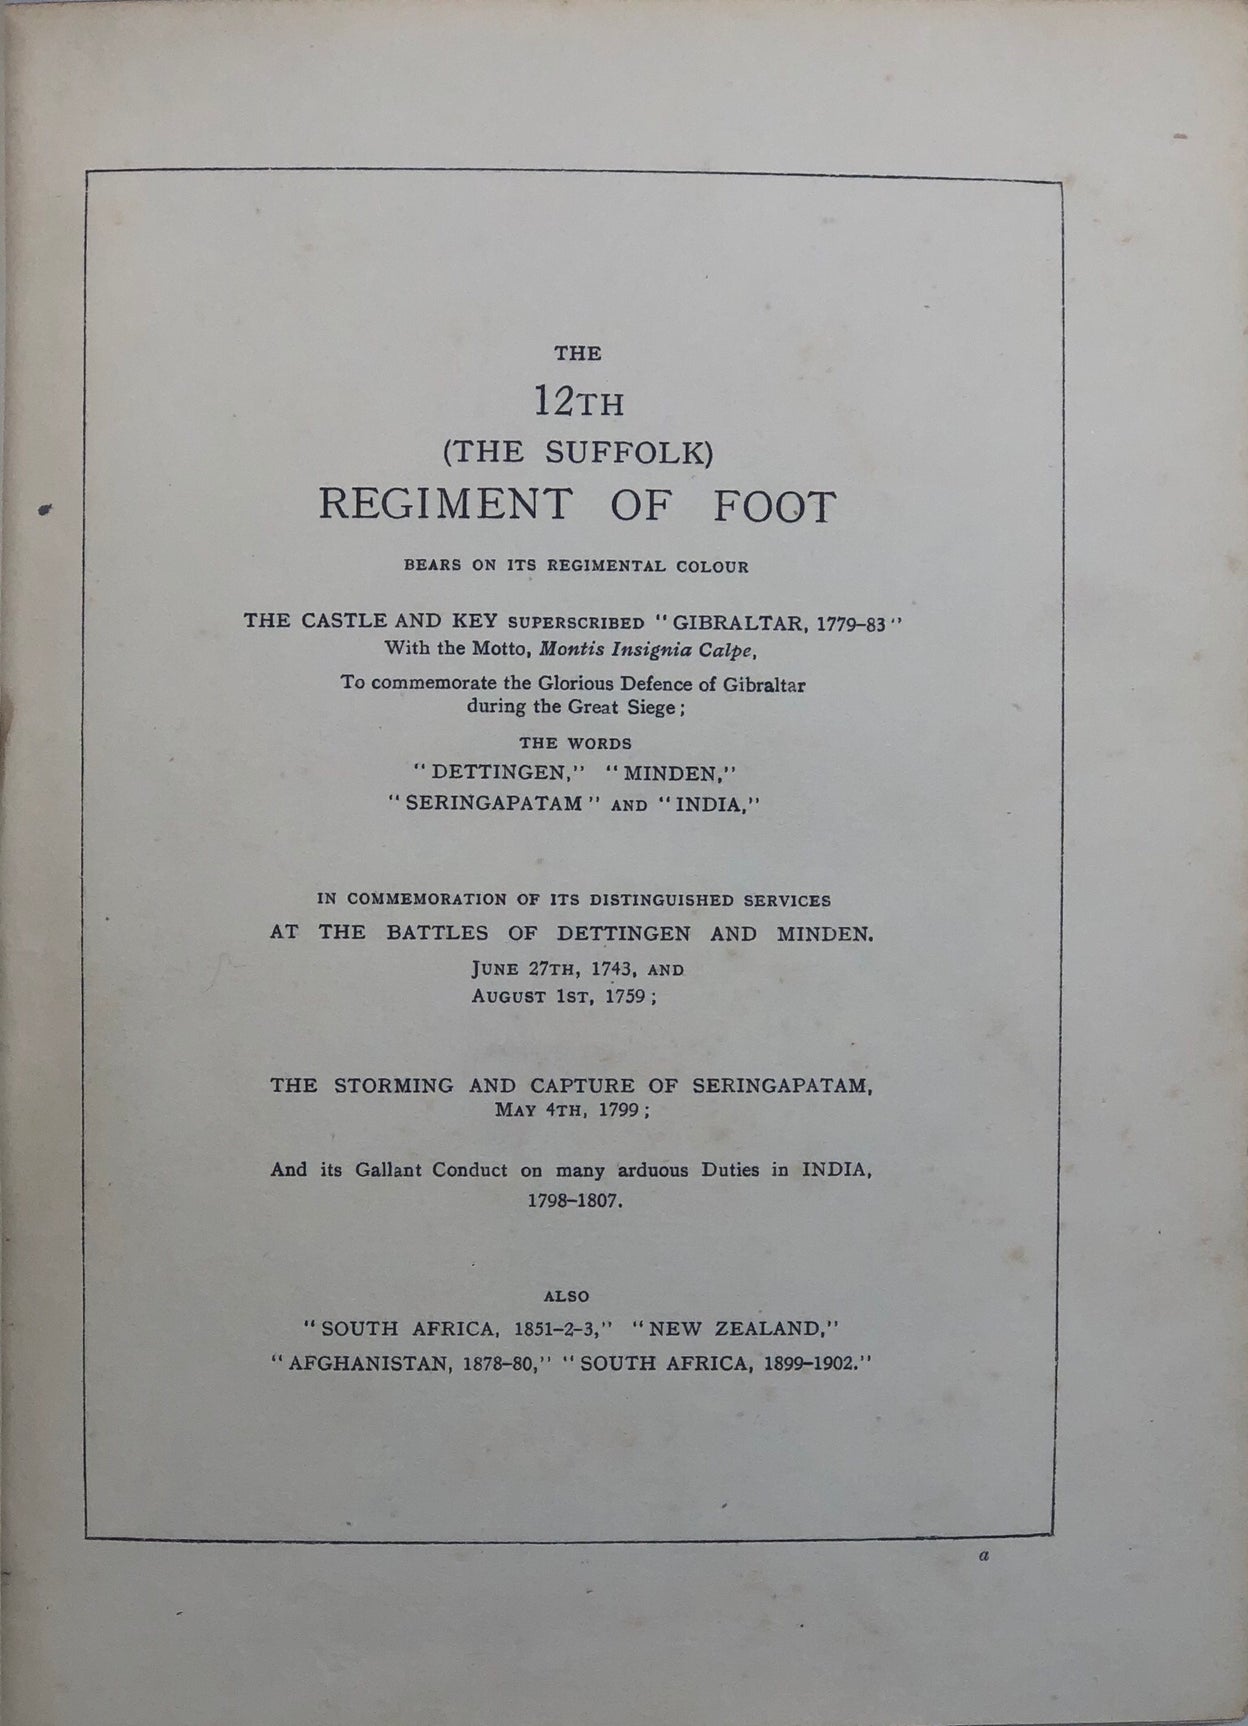 THE
12TH
(THE SUFFOLK)
REGIMENT OF FOOT
BEARS ON ITS REGIMENTAL COLOUR
THE CASTLE AND KEY SUPERSCRIBED "GIBRALTAR, 1779–83"
With the Motto, Montis Insignia Calpe,
To commemorate the Glorious Defence of Gibraltar
during the Great Siege;
THE WORDS
"DETTINGEN," "MINDEN,"
"SERINGAPATAM" AND "INDIA,"
IN COMMEMORATION OF ITS DISTINGUISHED SERVICES
AT THE BATTLES OF DETTINGEN AND MINDEN.
JUNE 27TH, 1743, AND
AUGUST 1ST, 1759;
THE STORMING AND CAPTURE OF SERINGAPATAM,
MAY 4TH, 1799;
And its Gallant Conduct on many arduous Duties in INDIA,
1798–1807.
ALSO
"SOUTH AFRICA, 1851–2–3," "NEW ZEALAND,"
"AFGHANISTAN, 1878–80," "SOUTH AFRICA, 1899–1902."
a